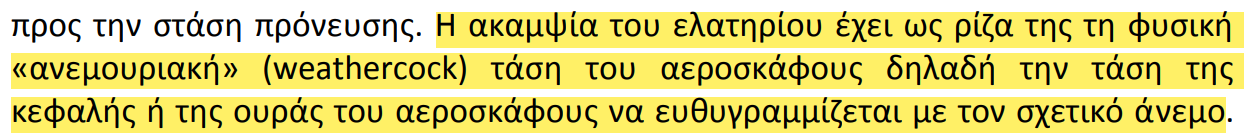 προς την στάση πρόνευσης. Η ακαμψία του ελατηρίου έχει ως ρίζα της τη φυσική
«ανεμουριακή» (weathercock) τάση του αεροσκάφους δηλαδή την τάση της
κεφαλής ή της ουράς του αεροσκάφους να ευθυγραμμίζεται με τον σχετικό άνεμο.